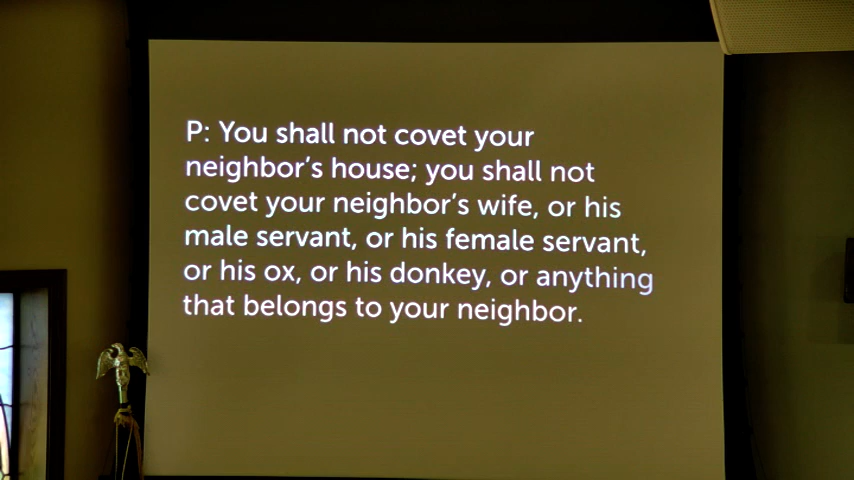 P: You shall not covet your
neighbor’s house; you shall not
covet your neighbor’s wife, or his
male servant, or his female servant,
or his ox, or his donkey, or anything
that belongs to your neighbor.